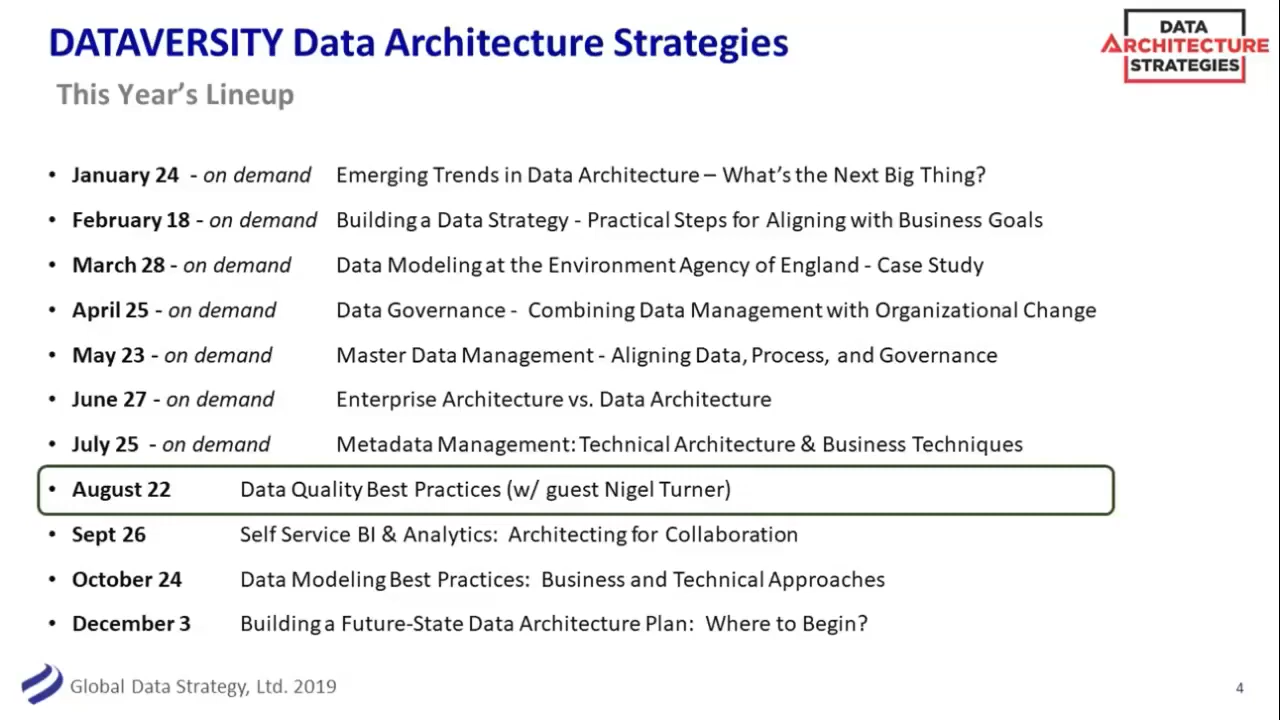 DATAVERSITY Data Architecture Strategies
DATA
ARCHITECTURE
STRATEGIES
This Year's Lineup
• January 24 - on demand Emerging Trends in Data Architecture – What's the Next Big Thing?
• February 18 - on demand Building a Data Strategy - Practical Steps for Aligning with Business Goals
• March 28 - on demand Data Modeling at the Environment Agency of England - Case Study
• April 25 - on demand Data Governance - Combining Data Management with Organizational Change
• May 23 - on demand Master Data Management - Aligning Data, Process, and Governance
• June 27 - on demand Enterprise Architecture vs. Data Architecture
• July 25 - on demand Metadata Management: Technical Architecture & Business Techniques
• August 22 Data Quality Best Practices (w/ guest Nigel Turner)
• Sept 26 Self Service BI & Analytics: Architecting for Collaboration
• October 24 Data Modeling Best Practices: Business and Technical Approaches
• December 3 Building a Future-State Data Architecture Plan: Where to Begin?
Global Data Strategy, Ltd. 2019
4